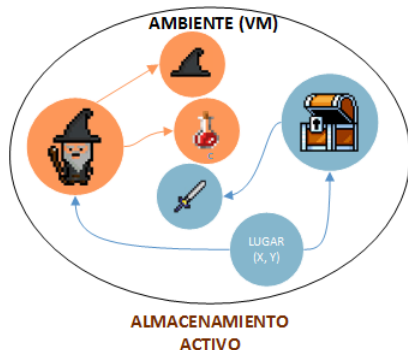 AMBIENTE (VM)
C
LUGAR
(X, Y)
ALMACENAMIENTO
ACTIVO